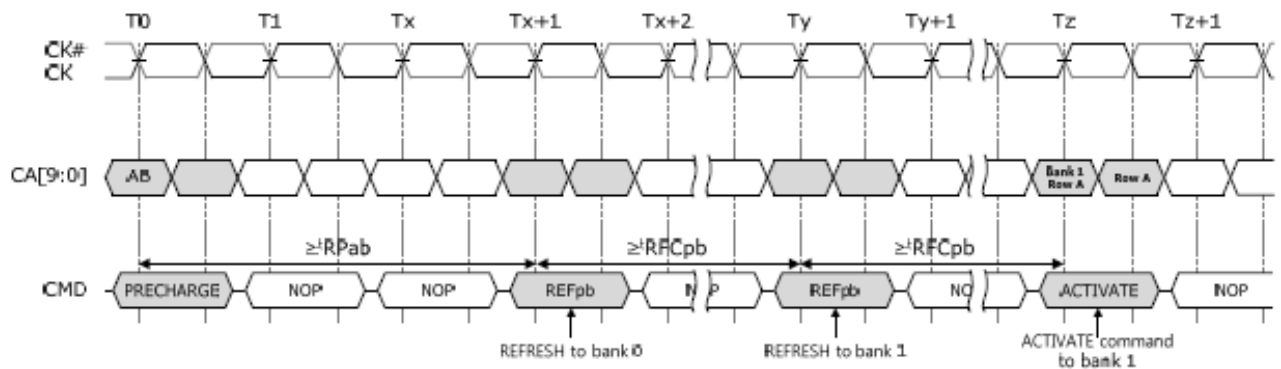 T0 T1 Tx Tx+1 Tx+2 Ty Ty+1 Tz Tz+1
CK#
CK
CA[9:0] AB Bank 1 Row A Row A
≥tRPab ≥tRFCpb ≥tRFCpb
CMD PRECHARGE NOP NOP REFpb NOP REFpb NO ACTIVATE NOP
REFRESH to bank 0 REFRESH to bank 1 ACTIVATE command
to bank 1